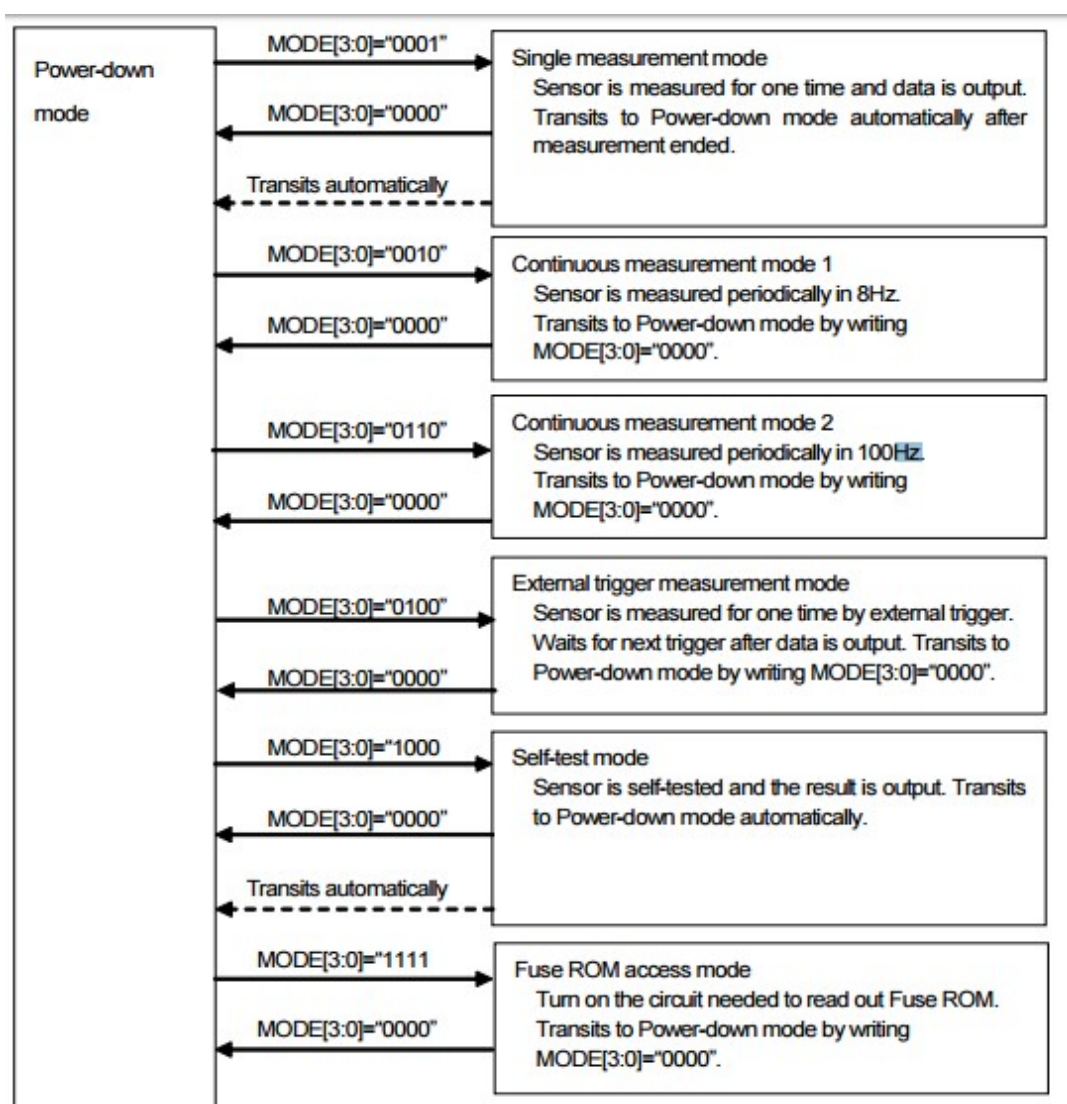 Power-down
mode
MODE[3:0]="0001"
MODE[3:0]="0000"
Transits automatically
Single measurement mode
Sensor is measured for one time and data is output.
Transits to Power-down mode automatically after
measurement ended.
MODE[3:0]="0010"
MODE[3:0]="0000"
Continuous measurement mode 1
Sensor is measured periodically in 8Hz.
Transits to Power-down mode by writing
MODE[3:0]="0000".
MODE[3:0]="0110"
MODE[3:0]="0000"
Continuous measurement mode 2
Sensor is measured periodically in 100Hz.
Transits to Power-down mode by writing
MODE[3:0]="0000".
MODE[3:0]="0100"
MODE[3:0]="0000"
External trigger measurement mode
Sensor is measured for one time by external trigger.
Waits for next trigger after data is output. Transits to
Power-down mode by writing MODE[3:0]="0000".
MODE[3:0]="1000
MODE[3:0]="0000"
Transits automatically
Self-test mode
Sensor is self-tested and the result is output. Transits
to Power-down mode automatically.
MODE[3:0]="1111
MODE[3:0]="0000"
Fuse ROM access mode
Turn on the circuit needed to read out Fuse ROM.
Transits to Power-down mode by writing
MODE[3:0]="0000".